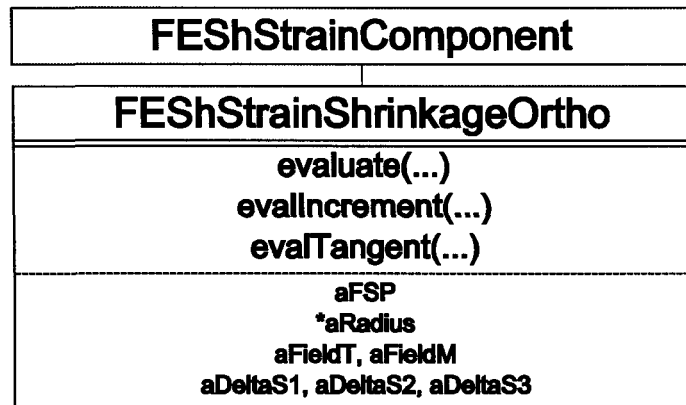 FEShStrainComponent
FEShStrainShrinkageOrtho
evaluate(...)
evalIncrement(...)
evalTangent(...)
aFSP
*aRadius
aFieldT, aFieldM
aDeltaS1, aDeltaS2, aDeltaS3